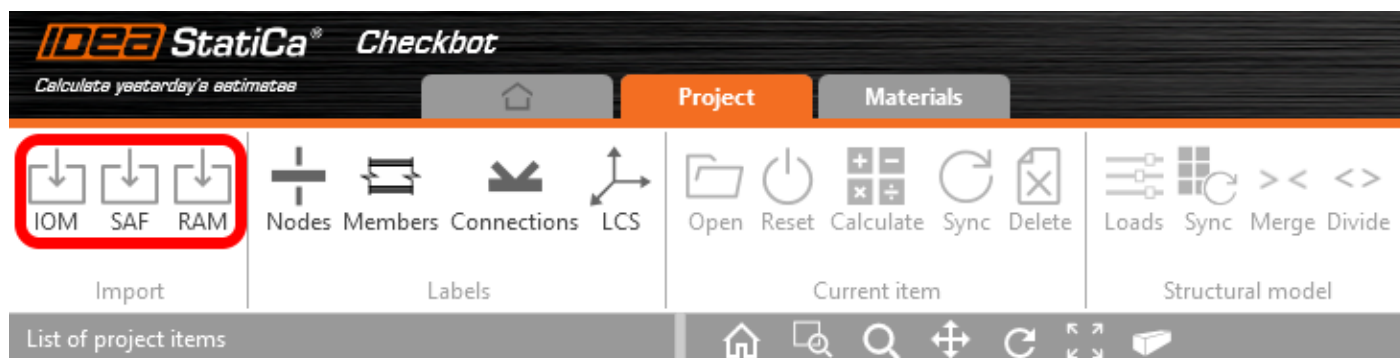 IDEA StatiCa® Checkbot
Calculate yesterday's estimates
Project Materials
IOM SAF RAM Nodes Members Connections LCS Open Reset Calculate Sync Delete Loads Sync Merge Divide
Import Labels Current item Structural model
List of project items